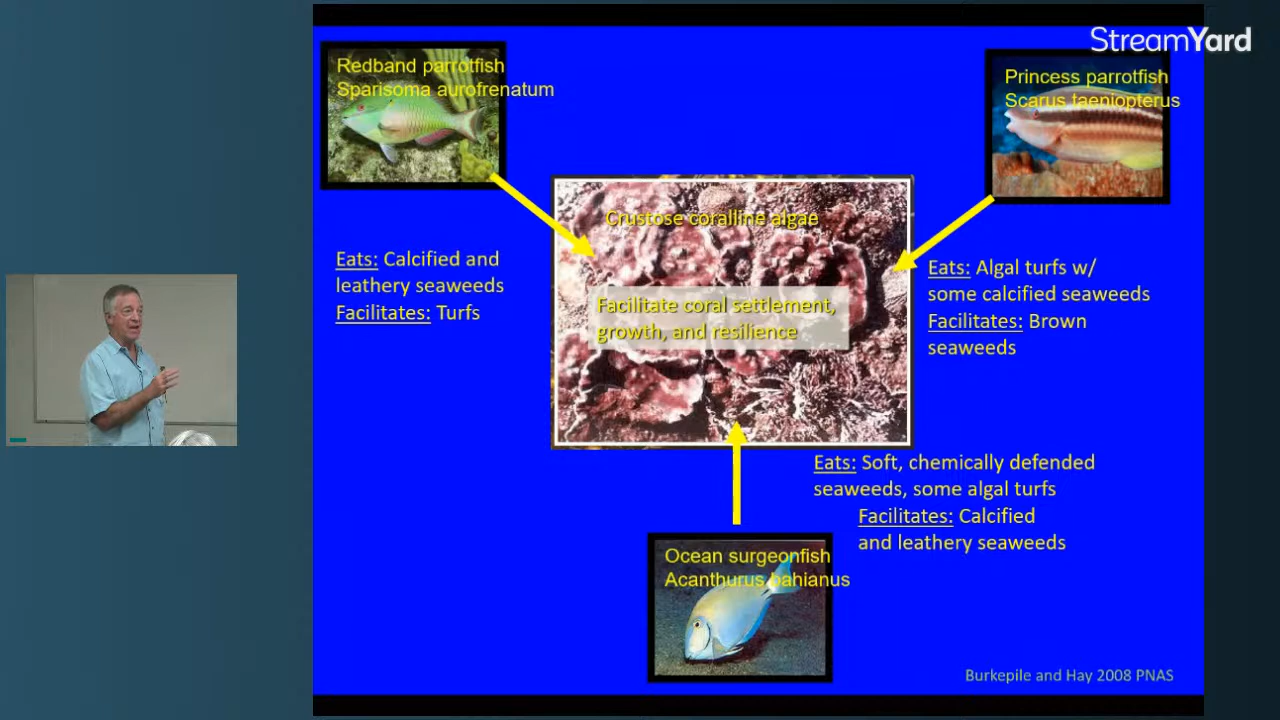 StreamYard
Redband parrotfish
Sparisoma aurofrenatum
Princess parrotfish
Scarus taeniopterus
Crustose coralline algae
Facilitate coral settlement,
growth, and resilience
Eats: Calcified and
leathery seaweeds
Facilitates: Turfs
Eats: Algal turfs w/
some calcified seaweeds
Facilitates: Brown
seaweeds
Eats: Soft, chemically defended
seaweeds, some algal turfs
Facilitates: Calcified
and leathery seaweeds
Ocean surgeonfish
Acanthurus bahianus
Burkepile and Hay 2008 PNAS